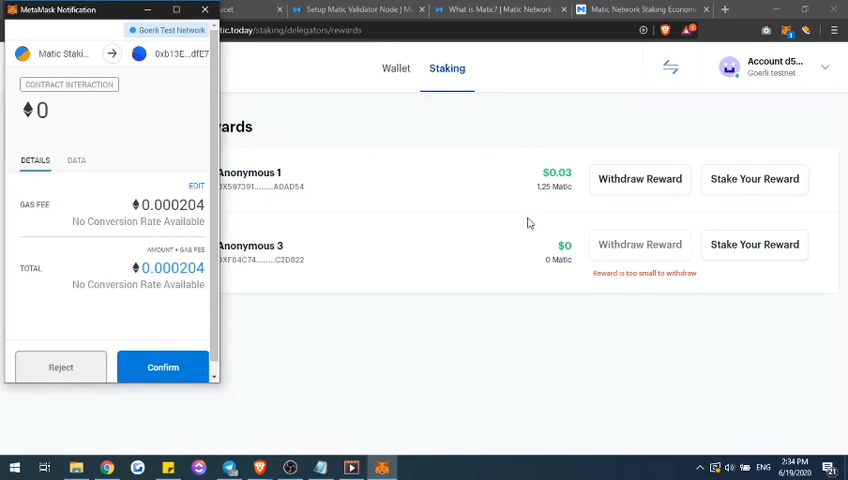 MetaMask Notification
Goerli Test Network
Matic Staki...
0xb13E...dfE7
CONTRACT INTERACTION
0
DETAILS
DATA
EDIT
GAS FEE
0.000204
No Conversion Rate Available
AMOUNT + GAS FEE
TOTAL
0.000204
No Conversion Rate Available
Reject
Confirm
ucet
Setup Matic Validator Node | M
What is Matic? | Matic Network
Matic Network Staking Econom
tic.today/staking/delegators/rewards
1
Wallet
Staking
Account d5...
Goerli testnet
wards
Anonymous 1
0X597391........ADAD54
$0.03
1.25 Matic
Withdraw Reward
Stake Your Reward
Anonymous 3
0XF84C74........C2D822
$0
0 Matic
Withdraw Reward
Stake Your Reward
Reward is too small to withdraw
ENG
2:34 PM
6/19/2020
21